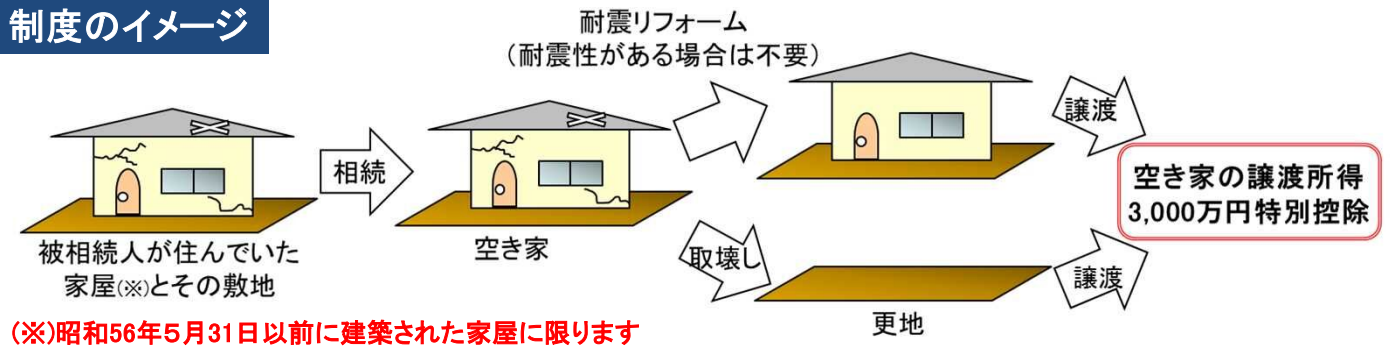 制度のイメージ
耐震リフォーム
（耐震性がある場合は不要）
相続
譲渡
空き家の譲渡所得
3,000万円特別控除
被相続人が住んでいた
家屋(※)とその敷地
空き家
取壊し
譲渡
更地
(※)昭和56年５月31日以前に建築された家屋に限ります